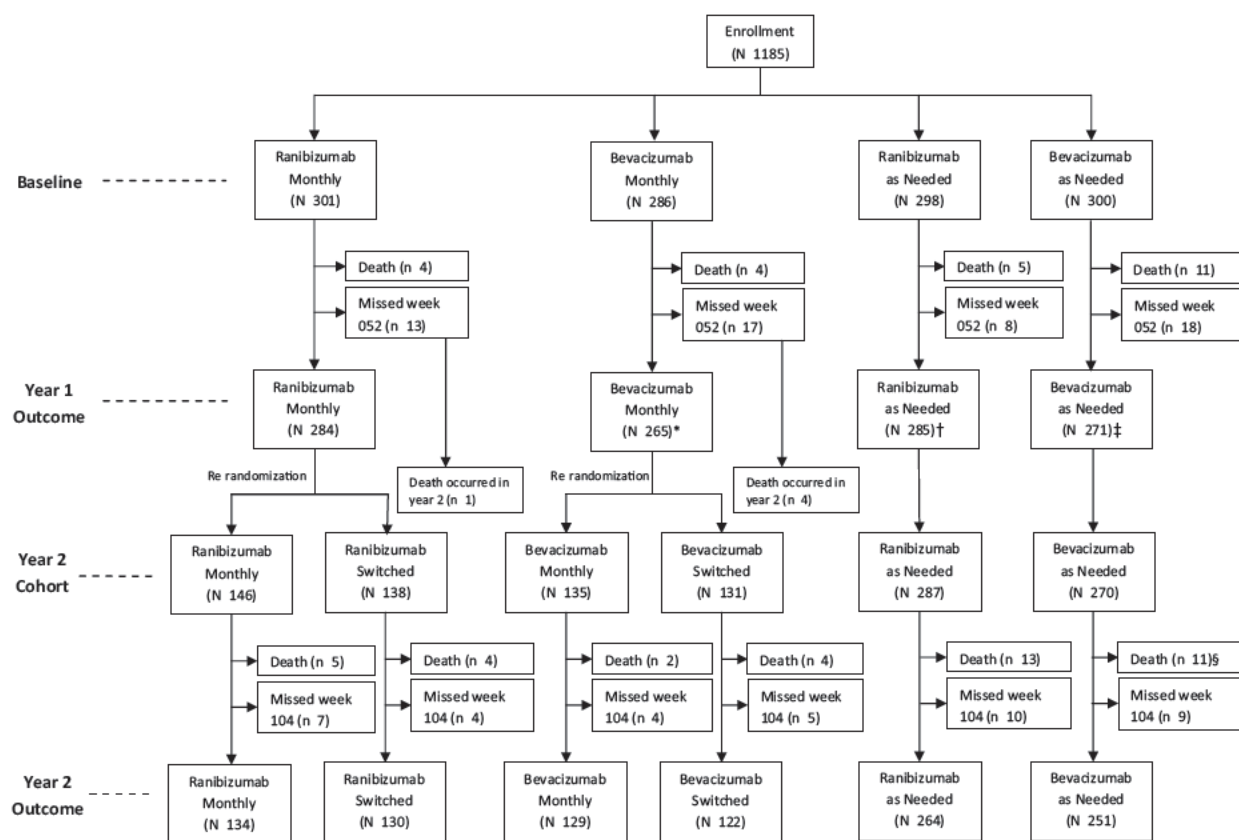 Enrollment
(N 1185)
Baseline
Ranibizumab
Monthly
(N 301)
Bevacizumab
Monthly
(N 286)
Ranibizumab
as Needed
(N 298)
Bevacizumab
as Needed
(N 300)
Death (n 4)
Missed week
052 (n 13)
Death (n 4)
Missed week
052 (n 17)
Death (n 5)
Missed week
052 (n 8)
Death (n 11)
Missed week
052 (n 18)
Year 1
Outcome
Ranibizumab
Monthly
(N 284)
Bevacizumab
Monthly
(N 265)*
Ranibizumab
as Needed
(N 285)†
Bevacizumab
as Needed
(N 271)‡
Re randomization
Death occurred in
year 2 (n 1)
Re randomization
Death occurred in
year 2 (n 4)
Year 2
Cohort
Ranibizumab
Monthly
(N 146)
Ranibizumab
Switched
(N 138)
Bevacizumab
Monthly
(N 135)
Bevacizumab
Switched
(N 131)
Ranibizumab
as Needed
(N 287)
Bevacizumab
as Needed
(N 270)
Death (n 5)
Missed week
104 (n 7)
Death (n 4)
Missed week
104 (n 4)
Death (n 2)
Missed week
104 (n 4)
Death (n 4)
Missed week
104 (n 5)
Death (n 13)
Missed week
104 (n 10)
Death (n 11)§
Missed week
104 (n 9)
Year 2
Outcome
Ranibizumab
Monthly
(N 134)
Ranibizumab
Switched
(N 130)
Bevacizumab
Monthly
(N 129)
Bevacizumab
Switched
(N 122)
Ranibizumab
as Needed
(N 264)
Bevacizumab
as Needed
(N 251)